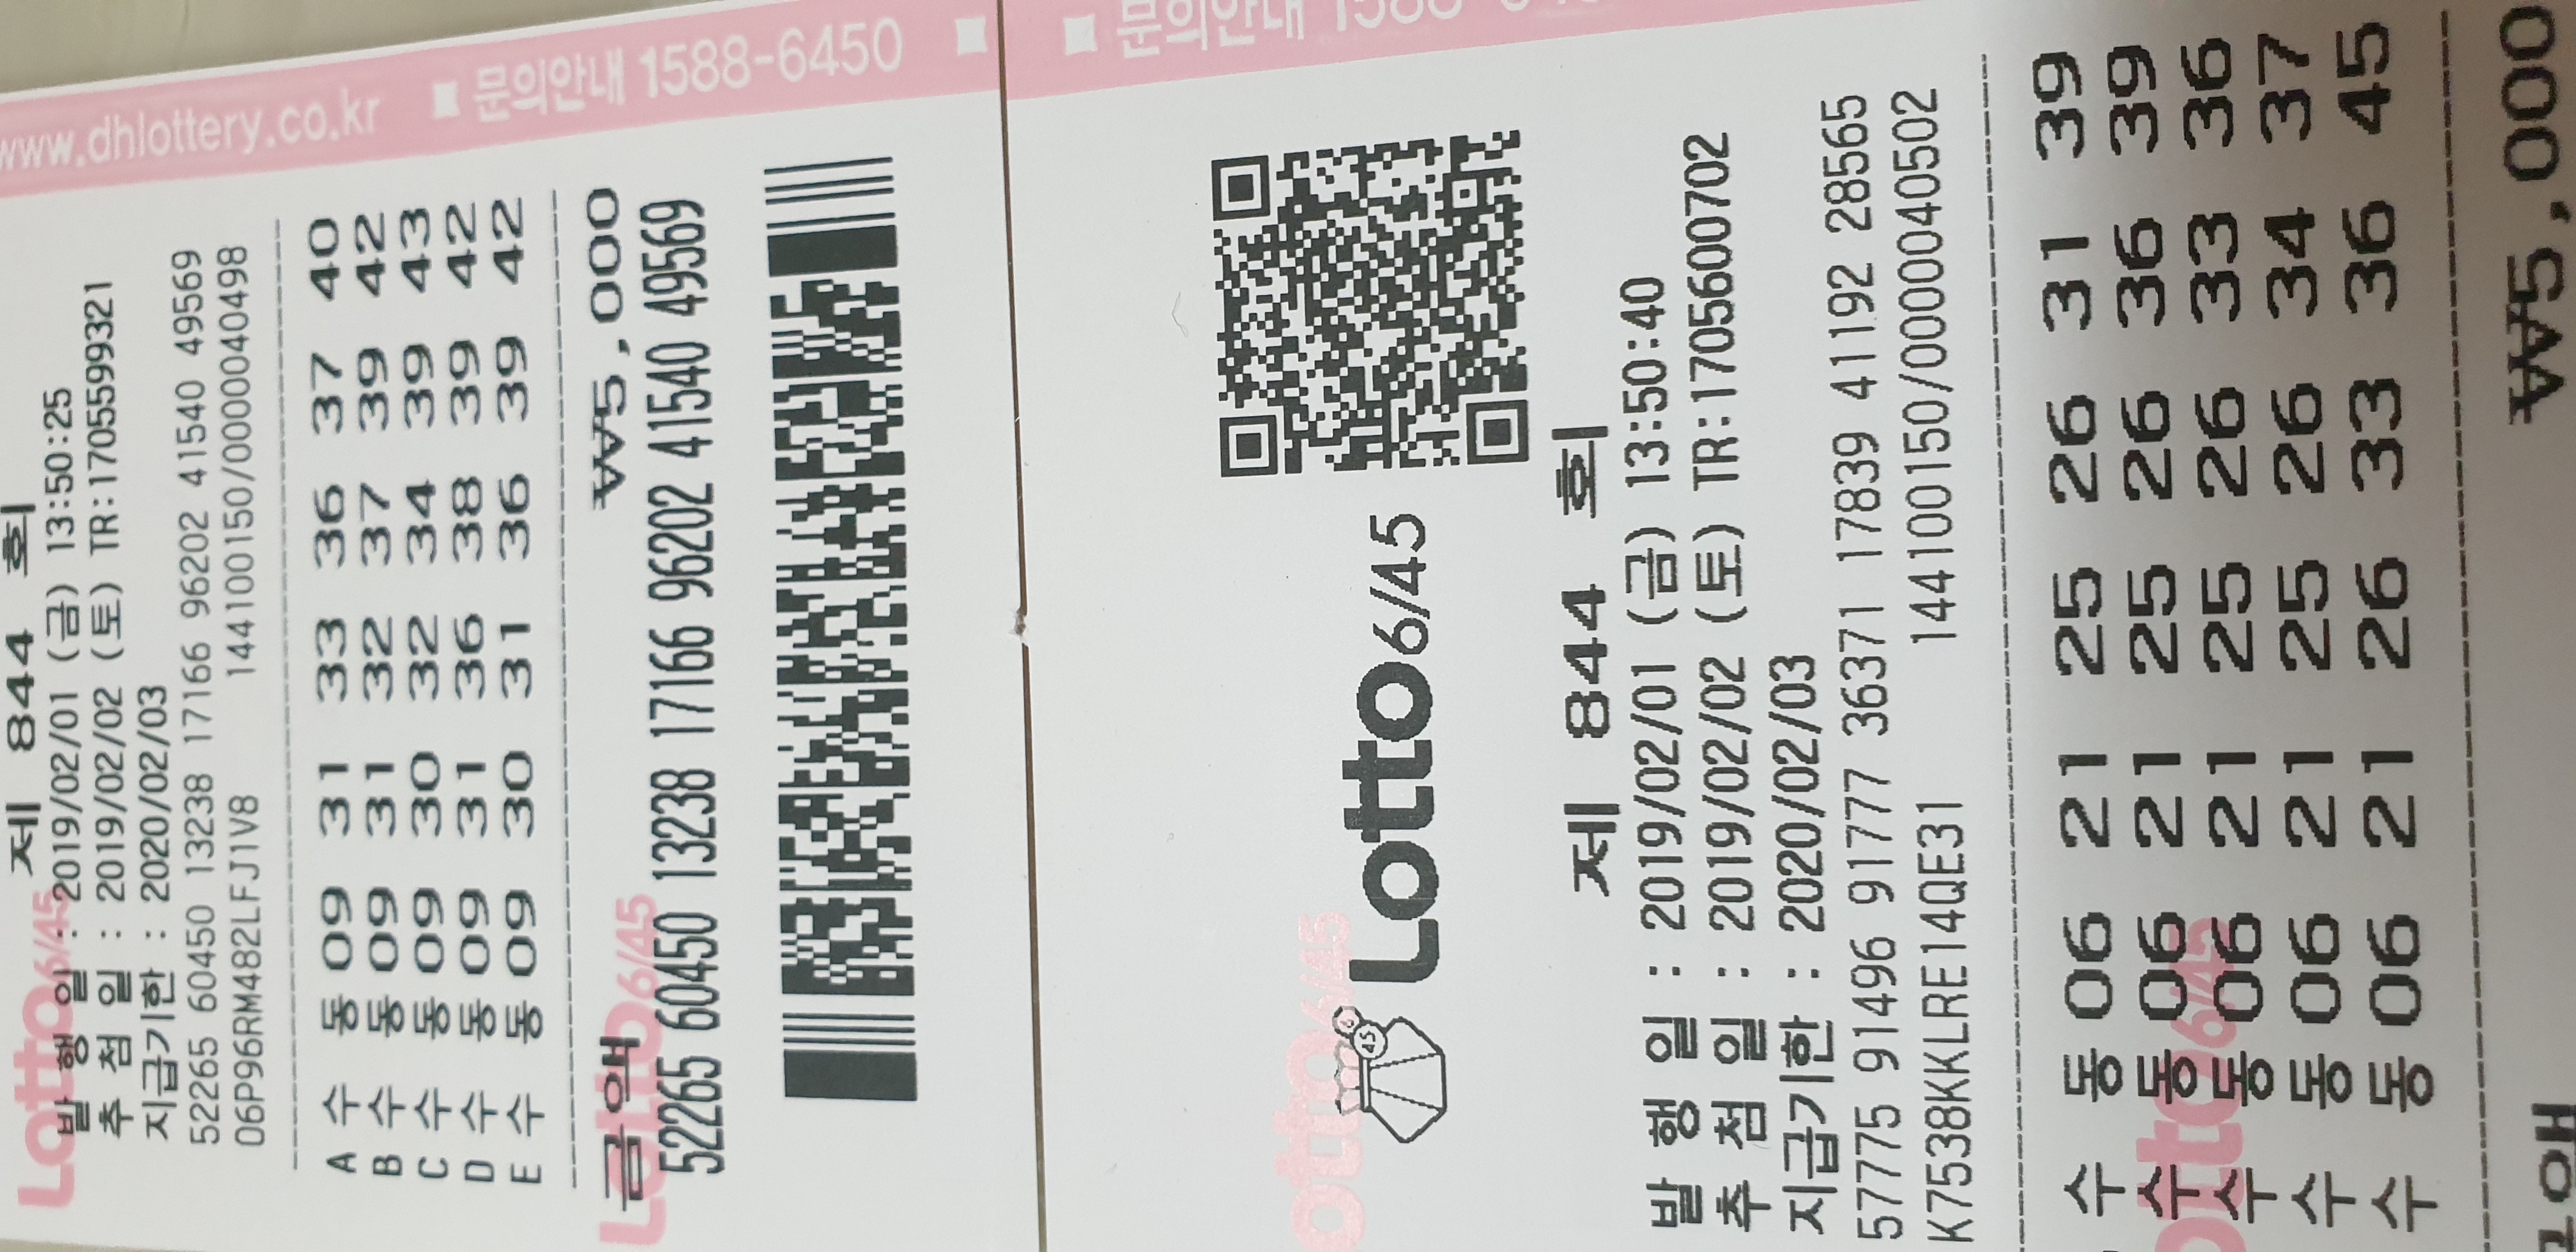 www.dhlottery.co.kr ■ 문의안내 1588-6450 ■
Lotto6/45
제 844 회
발 행 일 : 2019/02/01 (금) 13:50:25
추 첨 일 : 2019/02/02 (토) TR:1705599321
지급기한 : 2020/02/03
52265 60450 13238 17166 96202 41540 49569
06P96RM482LFJ1V8 144100150/0000040498
A 수 동 09 31 33 36 37 40
B 수 동 09 31 32 37 39 42
C 수 동 09 30 32 34 39 43
D 수 동 09 31 36 38 39 42
E 수 동 09 30 31 36 39 42
금액 ₩5,000
Lotto6/45
52265 60450 13238 17166 96202 41540 49569
■ 문의안내 1588-
Lotto6/45
Lotto6/45
제 844 회
발 행 일 : 2019/02/01 (금) 13:50:40
추 첨 일 : 2019/02/02 (토) TR:1705600702
지급기한 : 2020/02/03
57775 91496 91777 36371 17839 41192 28565
K7538KKLRE14QE31 144100150/0000040502
수 동 06 21 25 26 31 39
수 동 06 21 25 26 36 39
수 동 06 21 25 26 33 36
수 동 06 21 25 26 34 37
수 동 06 21 26 33 36 45
Lotto6/45
₩5,000